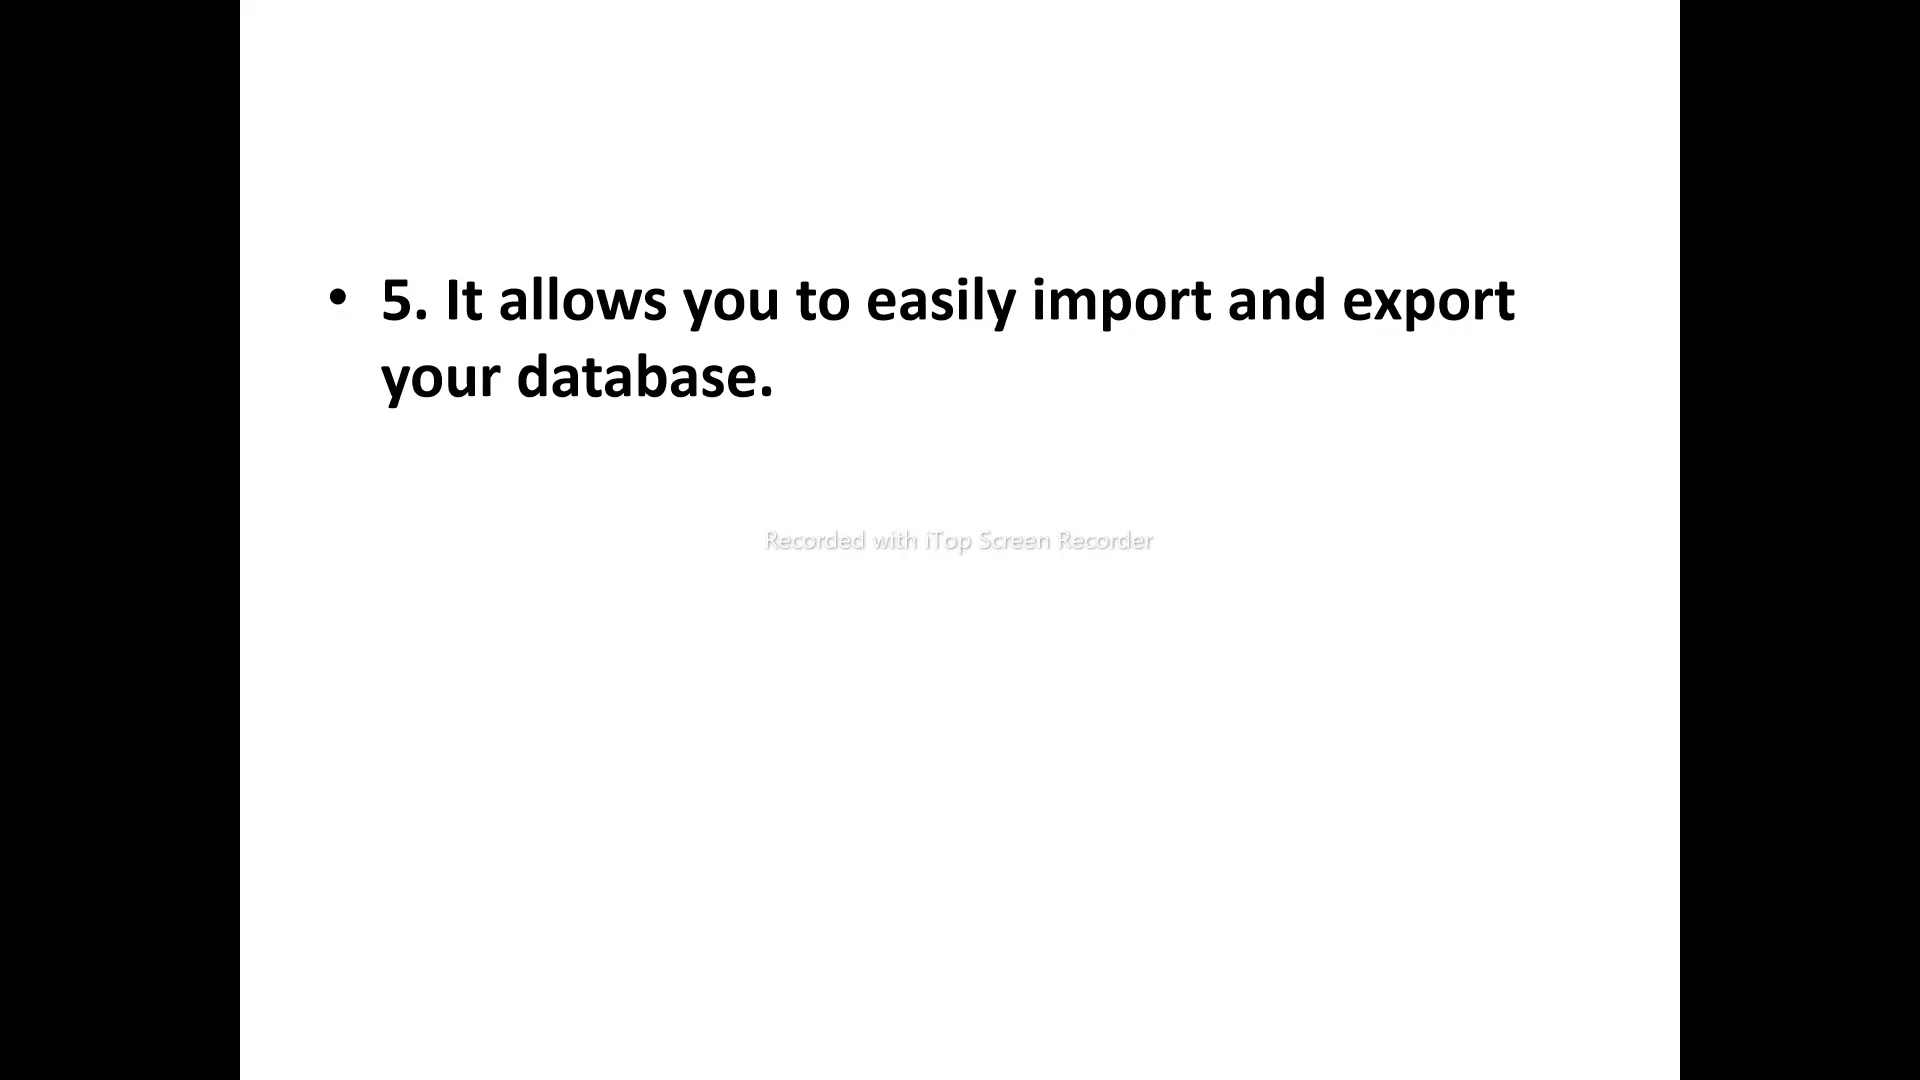 • 5. It allows you to easily import and export
your database.
Recorded with iTop Screen Recorder